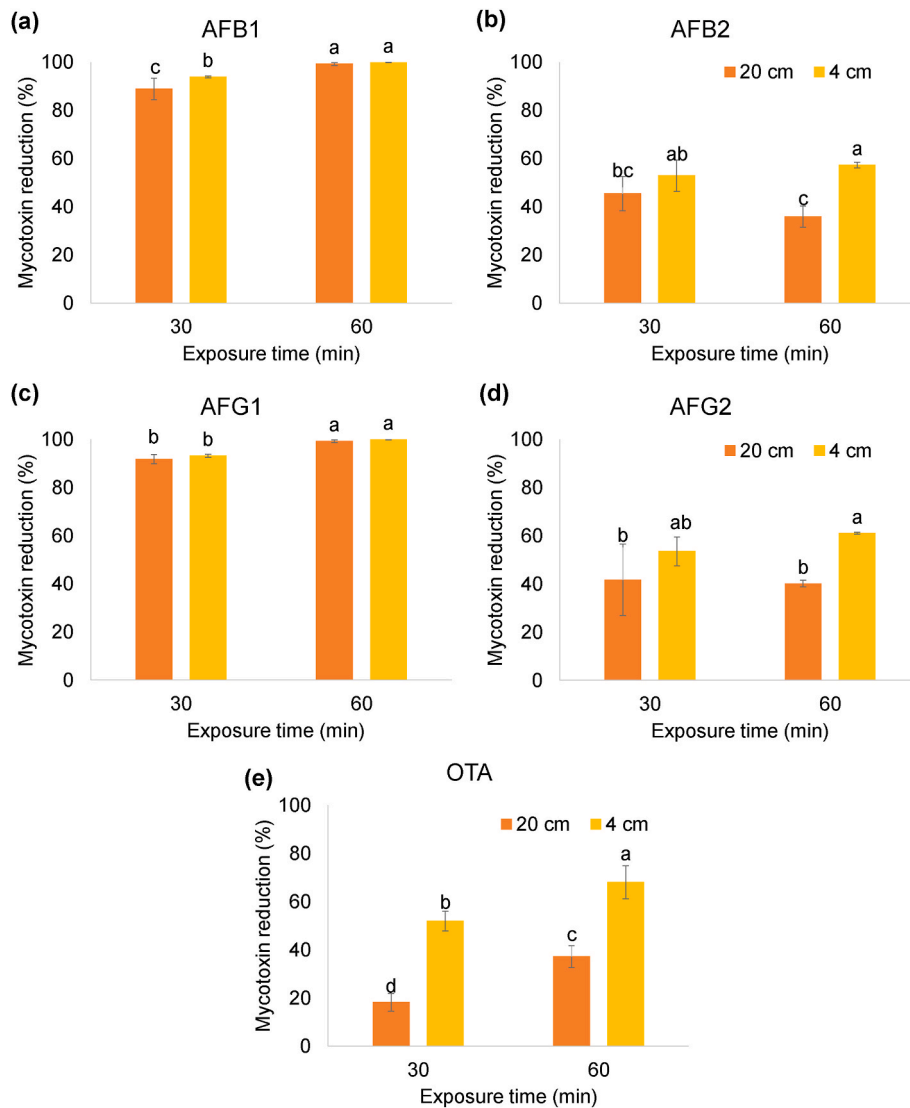 (a)
AFB1
Mycotoxin reduction (%)
100
80
60
40
20
0
c
b
a
a
30
60
Exposure time (min)
(b)
AFB2
20 cm
4 cm
Mycotoxin reduction (%)
100
80
60
40
20
0
bc
ab
c
a
30
60
Exposure time (min)
(c)
AFG1
Mycotoxin reduction (%)
100
80
60
40
20
0
b
b
a
a
30
60
Exposure time (min)
(d)
AFG2
20 cm
4 cm
Mycotoxin reduction (%)
100
80
60
40
20
0
b
ab
b
a
30
60
Exposure time (min)
(e)
OTA
20 cm
4 cm
Mycotoxin reduction (%)
100
80
60
40
20
0
d
b
c
a
30
60
Exposure time (min)